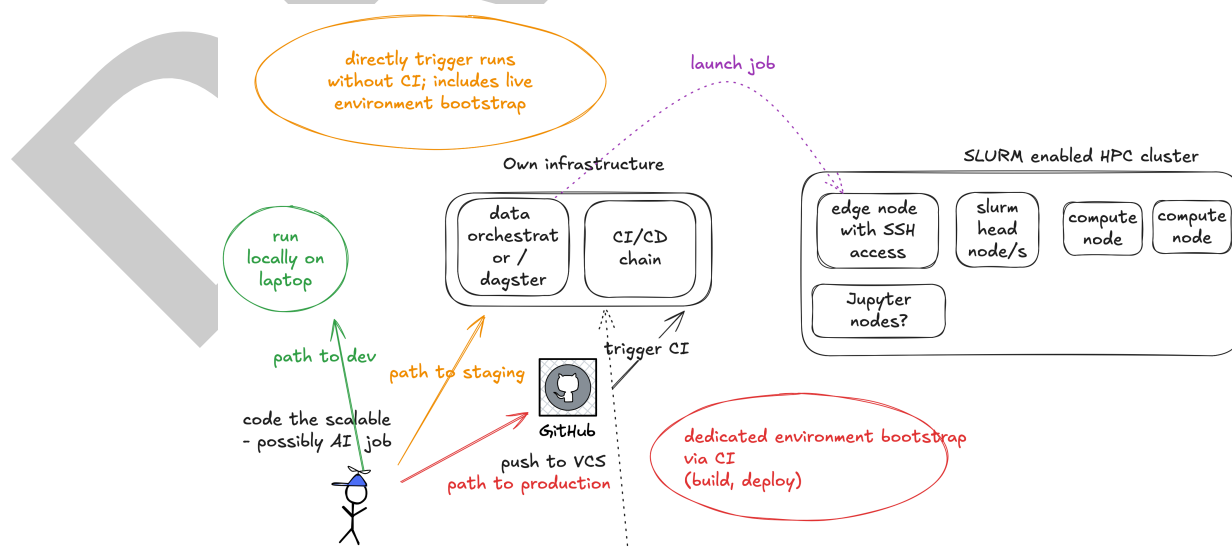 directly trigger runs
without CI; includes live
environment bootstrap
launch job
Own infrastructure
SLURM enabled HPC cluster
data
orchestrat
or /
dagster
CI/CD
chain
edge node
with SSH
access
slurm
head
node/s
compute
node
compute
node
Jupyter
nodes?
run
locally on
laptop
path to dev
path to staging
trigger CI
GitHub
code the scalable
- possibly AI job
push to VCS
path to production
dedicated environment bootstrap
via CI
(build, deploy)